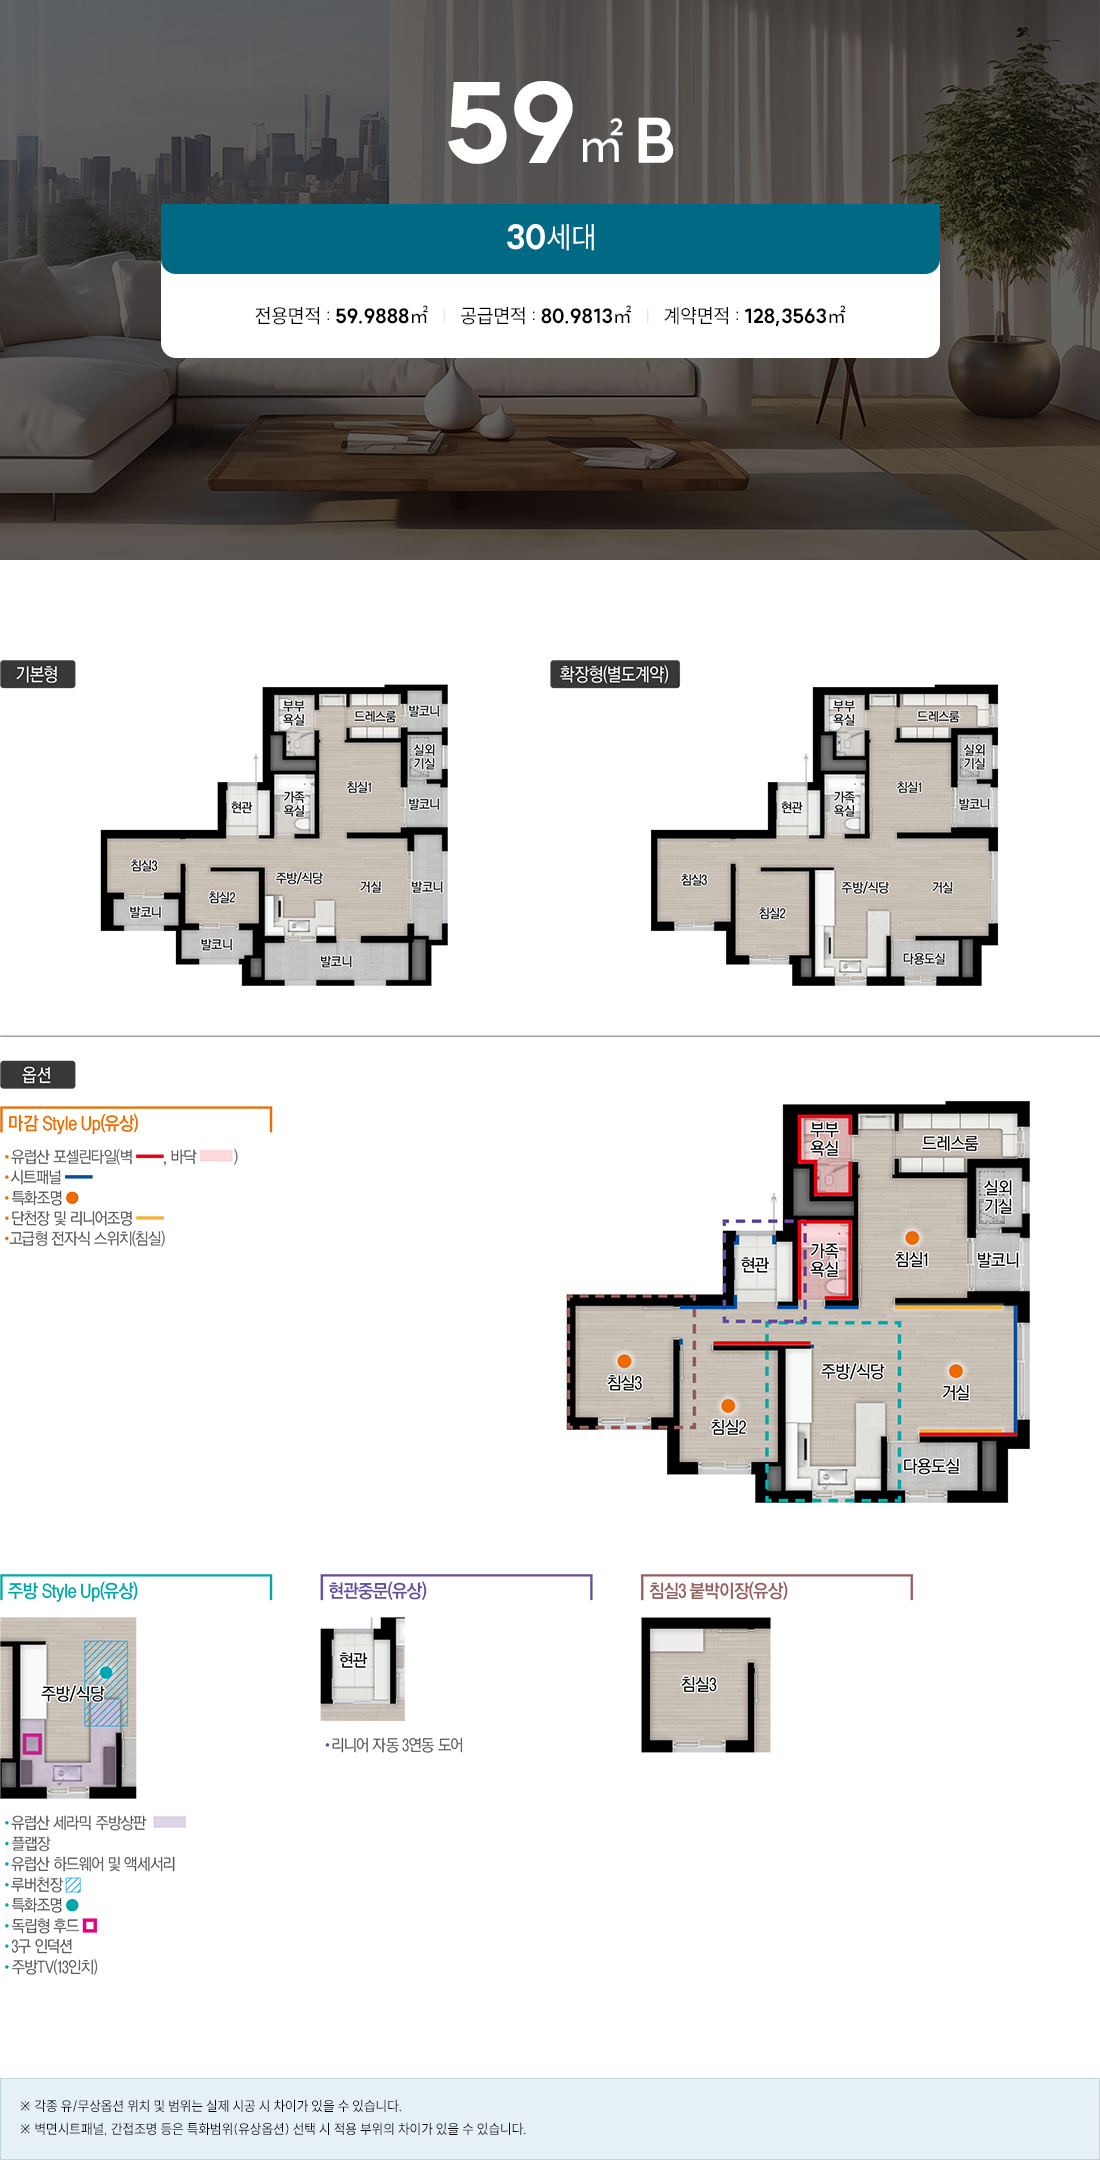 59㎡ B
30세대
전용면적 : 59.9888㎡ | 공급면적 : 80.9813㎡ | 계약면적 : 128,3563㎡
기본형
부부
욕실
드레스룸
발코니
실외
기실
침실1
발코니
현관
가족
욕실
침실3
주방/식당
거실
발코니
침실2
발코니
발코니
발코니
확장형(별도계약)
부부
욕실
드레스룸
실외
기실
침실1
발코니
현관
가족
욕실
침실3
주방/식당
거실
침실2
다용도실
옵션
마감 Style Up(유상)
•유럽산 포셀린타일(벽 , 바닥 )
•시트패널
•특화조명
•단천장 및 리니어조명
•고급형 전자식 스위치(침실)
부부
욕실
드레스룸
실외
기실
현관
가족
욕실
침실1
발코니
침실3
주방/식당
거실
침실2
다용도실
주방 Style Up(유상)
주방/식당
•유럽산 세라믹 주방상판
•플랩장
•유럽산 하드웨어 및 액세서리
•루버천장
•특화조명
•독립형 후드
•3구 인덕션
•주방TV(13인치)
현관중문(유상)
현관
•리니어 자동 3연동 도어
침실3 붙박이장(유상)
침실3
※ 각종 유/무상옵션 위치 및 범위는 실제 시공 시 차이가 있을 수 있습니다.
※ 벽면시트패널, 간접조명 등은 특화범위(유상옵션) 선택 시 적용 부위의 차이가 있을 수 있습니다.